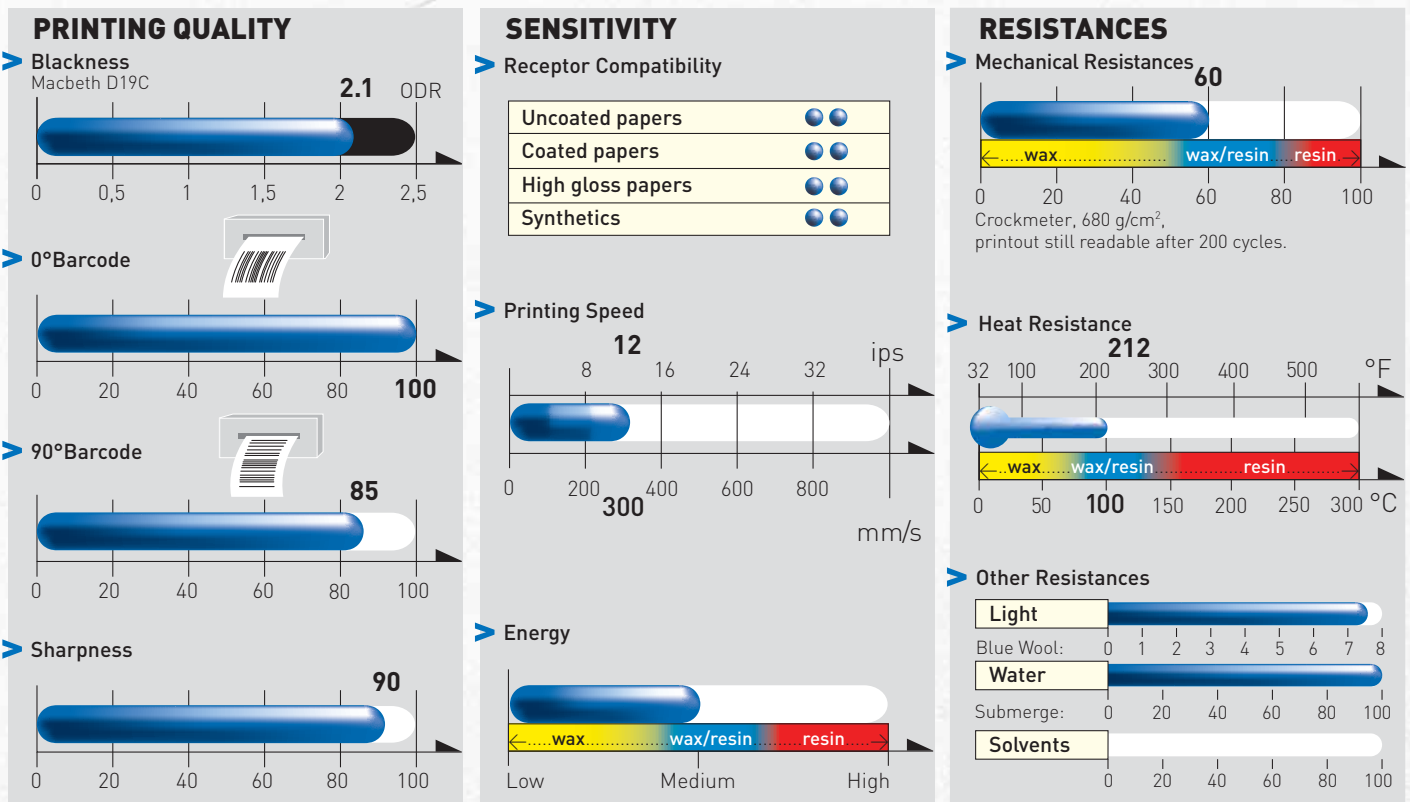 PRINTING QUALITY
> Blackness
Macbeth D19C
2.1 ODR
0 0,5 1 1,5 2 2,5
> 0°Barcode
0 20 40 60 80 100
> 90°Barcode
85
0 20 40 60 80 100
> Sharpness
90
0 20 40 60 80 100
SENSITIVITY
> Receptor Compatibility
Uncoated papers
Coated papers
High gloss papers
Synthetics
> Printing Speed
12 ips
8 16 24 32
0 200 400 600 800
300
mm/s
> Energy
wax wax/resin resin
Low Medium High
RESISTANCES
> Mechanical Resistances
60
wax wax/resin resin
0 20 40 60 80 100
Crockmeter, 680 g/cm²,
printout still readable after 200 cycles.
> Heat Resistance
212
32 100 200 300 400 500 °F
wax wax/resin resin
0 50 100 150 200 250 300 °C
> Other Resistances
Light
Blue Wool: 0 1 2 3 4 5 6 7 8
Water
Submerge: 0 20 40 60 80 100
Solvents
0 20 40 60 80 100